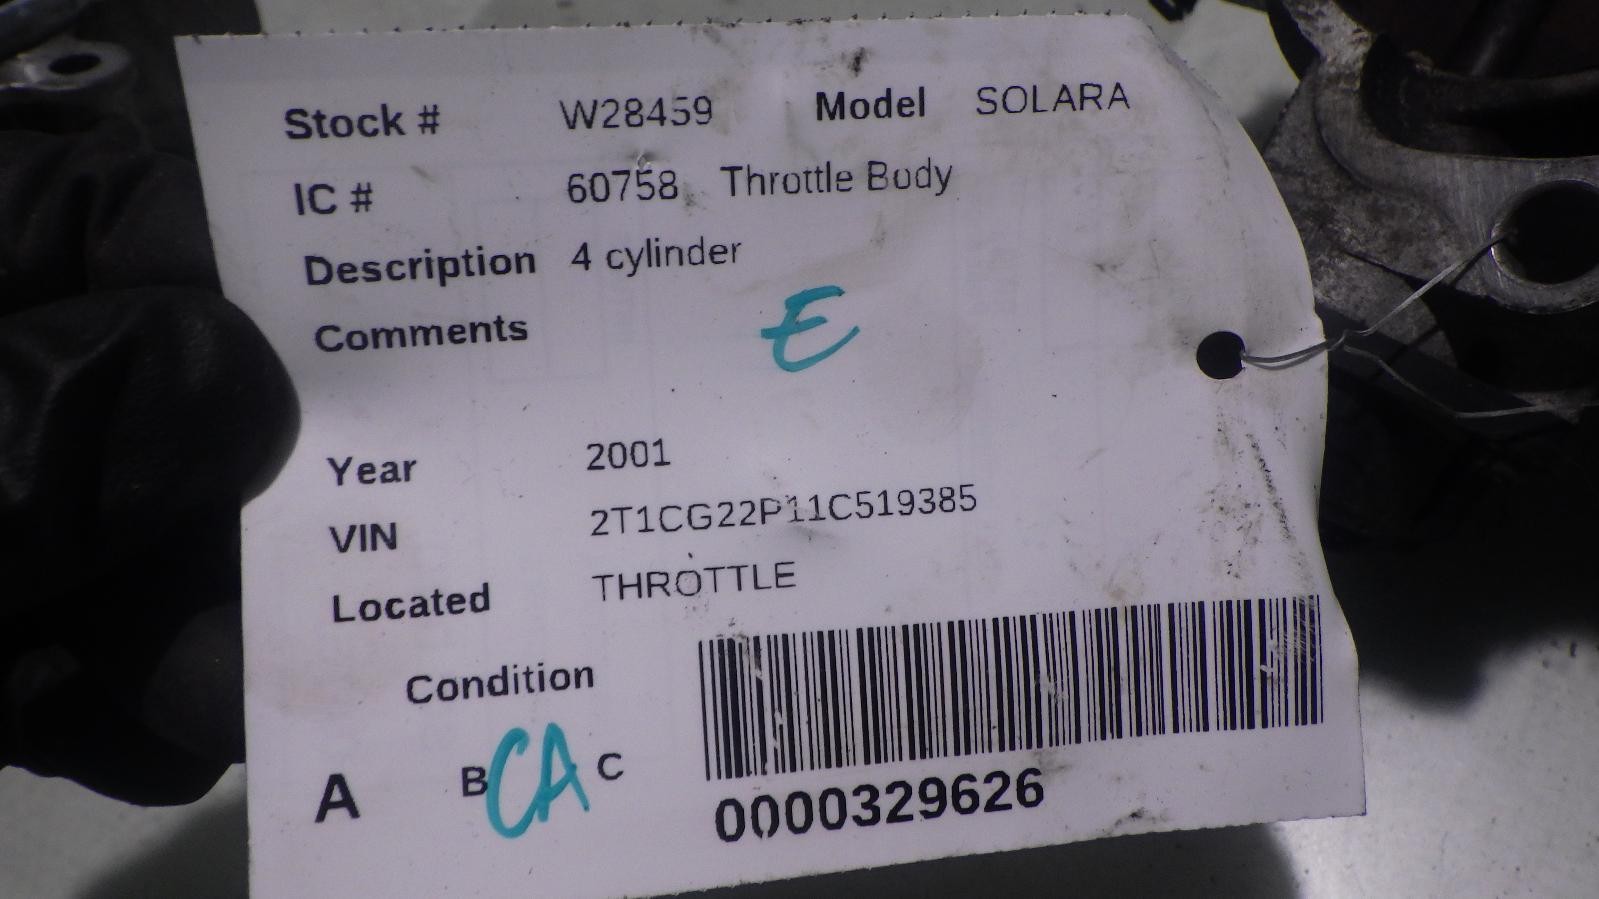 Stock # W28459 Model SOLARA
IC # 60758 Throttle Body
Description 4 cylinder
Comments E
Year 2001
VIN 2T1CG22P11C519385
Located THROTTLE
Condition
A B CA C
0000329626